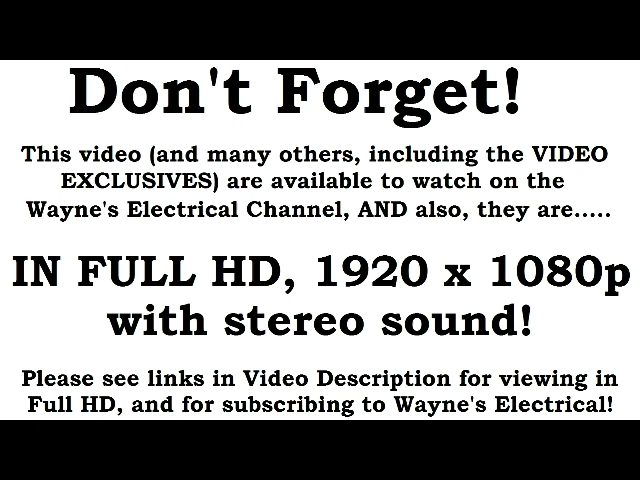 Don't Forget!
This video (and many others, including the VIDEO
EXCLUSIVES) are available to watch on the
Wayne's Electrical Channel, AND also, they are.....
IN FULL HD, 1920 x 1080p
with stereo sound!
Please see links in Video Description for viewing in
Full HD, and for subscribing to Wayne's Electrical!